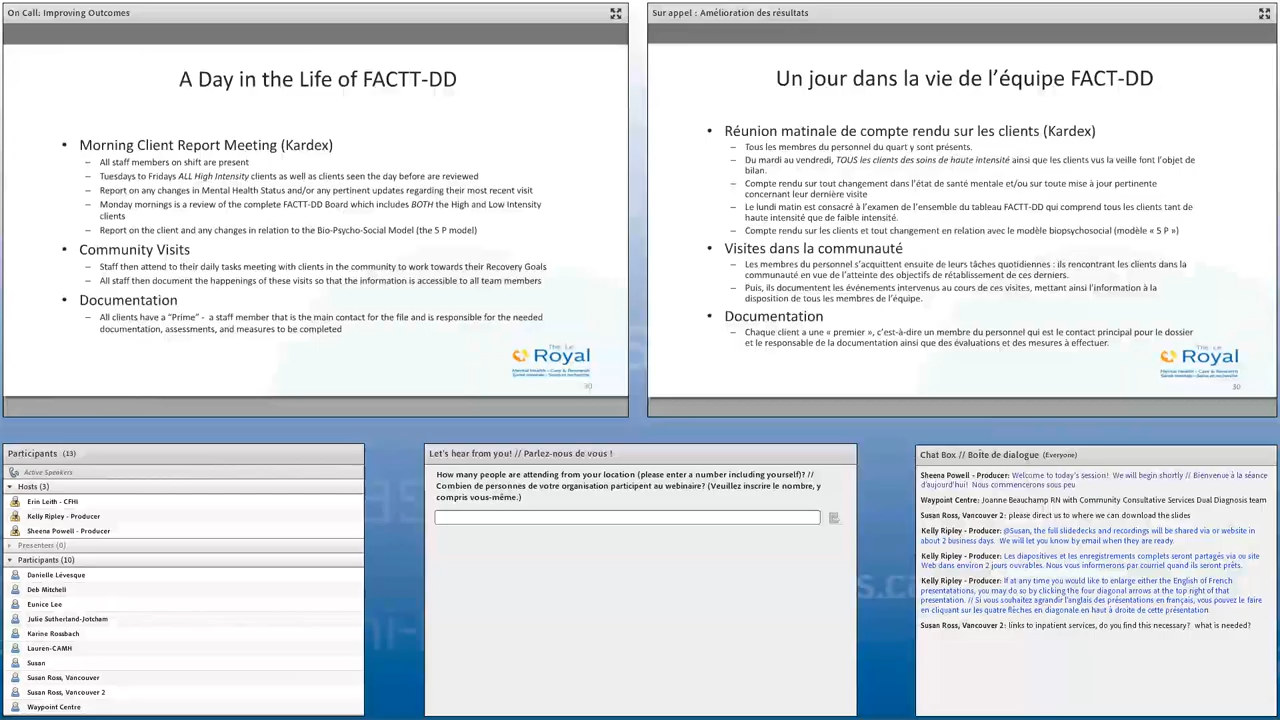 On Call: Improving Outcomes
A Day in the Life of FACTT-DD
• Morning Client Report Meeting (Kardex)
– All staff members on shift are present
– Tuesdays to Fridays ALL High Intensity clients as well as clients seen the day before are reviewed
– Report on any changes in Mental Health Status and/or any pertinent updates regarding their most recent visit
– Monday mornings is a review of the complete FACTT-DD Board which includes BOTH the High and Low Intensity
clients
– Report on the client and any changes in relation to the Bio-Psycho-Social Model (the 5 P model)
• Community Visits
– Staff then attend to their daily tasks meeting with clients in the community to work towards their Recovery Goals
– All staff then document the happenings of these visits so that the information is accessible to all team members
• Documentation
– All clients have a “Prime” - a staff member that is the main contact for the file and is responsible for the needed
documentation, assessments, and measures to be completed
The Le
Royal
Mental Health - Care & Research
Santé mentale - Soins et recherche
30
Sur appel : Amélioration des résultats
Un jour dans la vie de l’équipe FACT-DD
• Réunion matinale de compte rendu sur les clients (Kardex)
– Tous les membres du personnel du quart y sont présents.
– Du mardi au vendredi, TOUS les clients des soins de haute intensité ainsi que les clients vus la veille font l’objet de
bilan.
– Compte rendu sur tout changement dans l’état de santé mentale et/ou sur toute mise à jour pertinente
concernant leur dernière visite
– Le lundi matin est consacré à l’examen de l’ensemble du tableau FACTT-DD qui comprend tous les clients tant de
haute intensité que de faible intensité.
– Compte rendu sur les clients et tout changement en relation avec le modèle biopsychosocial (modèle « 5 P »)
• Visites dans la communauté
– Les membres du personnel s’acquittent ensuite de leurs tâches quotidiennes : ils rencontrent les clients dans la
communauté en vue de l’atteinte des objectifs de rétablissement de ces derniers.
– Puis, ils documentent les événements intervenus au cours de ces visites, mettant ainsi l’information à la
disposition de tous les membres de l’équipe.
• Documentation
– Chaque client a une « premier », c’est-à-dire un membre du personnel qui est le contact principal pour le dossier
et le responsable de la documentation ainsi que des évaluations et des mesures à effectuer.
The Le
Royal
Mental Health - Care & Research
Santé mentale - Soins et recherche
30
Participants (13)
Active Speakers
Hosts (3)
Erin Leith - CFHI
Kelly Ripley - Producer
Sheena Powell - Producer
Presenters (0)
Participants (10)
Danielle Lévesque
Deb Mitchell
Eunice Lee
Julie Sutherland-Jotcham
Karine Rossbach
Lauren-CAMH
Susan
Susan Ross, Vancouver
Susan Ross, Vancouver 2
Waypoint Centre
Let's hear from you! // Parlez-nous de vous !
How many people are attending from your location (please enter a number including yourself)? //
Combien de personnes de votre organisation participent au webinaire? (Veuillez inscrire le nombre, y
compris vous-même.)
Chat Box // Boîte de dialogue (Everyone)
Sheena Powell - Producer: Welcome to today's session! We will begin shortly // Bienvenue à la séance
d'aujourd'hui! Nous commencerons sous peu
Waypoint Centre: Joanne Beauchamp RN with Community Consultative Services Dual Diagnosis team
Susan Ross, Vancouver 2: please direct us to where we can download the slides
Kelly Ripley - Producer: @Susan, the full slidedecks and recordings will be shared via or website in
about 2 business days. We will let you know by email when they are ready.
Kelly Ripley - Producer: Les diapositives et les enregistrements complets seront partagés via ou site
Web dans environ 2 jours ouvrables. Nous vous informerons par courriel quand ils seront prêts.
Kelly Ripley - Producer: If at any time you would like to enlarge either the English of French
presentatations, you may do so by clicking the four diagonal arrows at the top right of that
presentation. // Si vous souhaitez agrandir l'anglais des présentations en français, vous pouvez le faire
en cliquant sur les quatre flèches en diagonale en haut à droite de cette présentation
Susan Ross, Vancouver 2: links to inpatient services, do you find this necessary? what is needed?